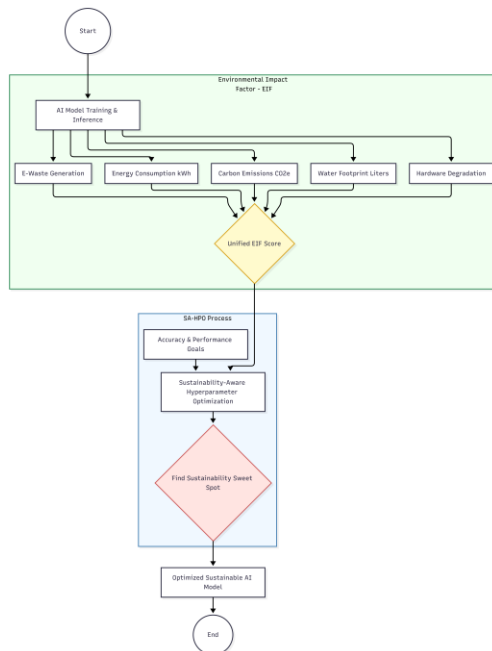 Start
Environmental Impact
Factor - EIF
AI Model Training &
Inference
E-Waste Generation
Energy Consumption kWh
Carbon Emissions CO2e
Water Footprint Liters
Hardware Degradation
Unified EIF Score
SA-HPO Process
Accuracy & Performance
Goals
Sustainability-Aware
Hyperparameter
Optimization
Find Sustainability Sweet
Spot
Optimized Sustainable AI
Model
End